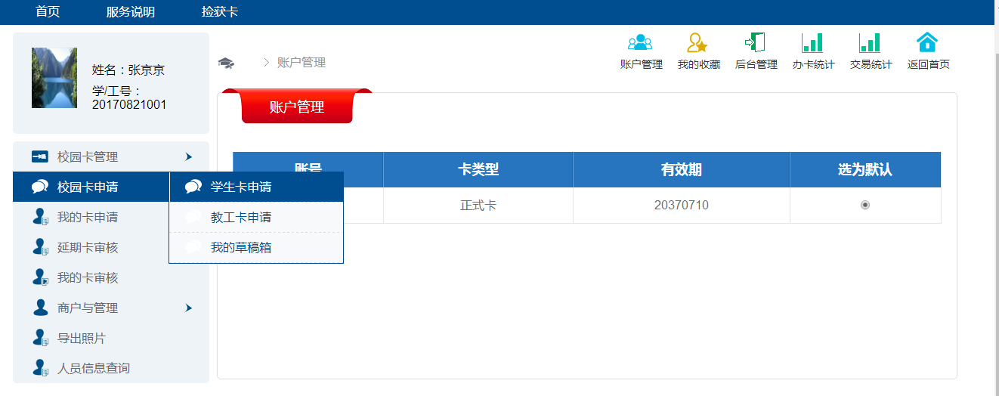 首页
服务说明
捡获卡
姓名：张京京
学/工号：
20170821001
账户管理
账户管理
我的收藏
后台管理
办卡统计
交易统计
返回首页
账户管理
校园卡管理
校园卡申请
学生卡申请
教工卡申请
我的草稿箱
我的卡申请
延期卡审核
我的卡审核
商户与管理
导出照片
人员信息查询
账号
卡类型
有效期
选为默认
正式卡
20370710